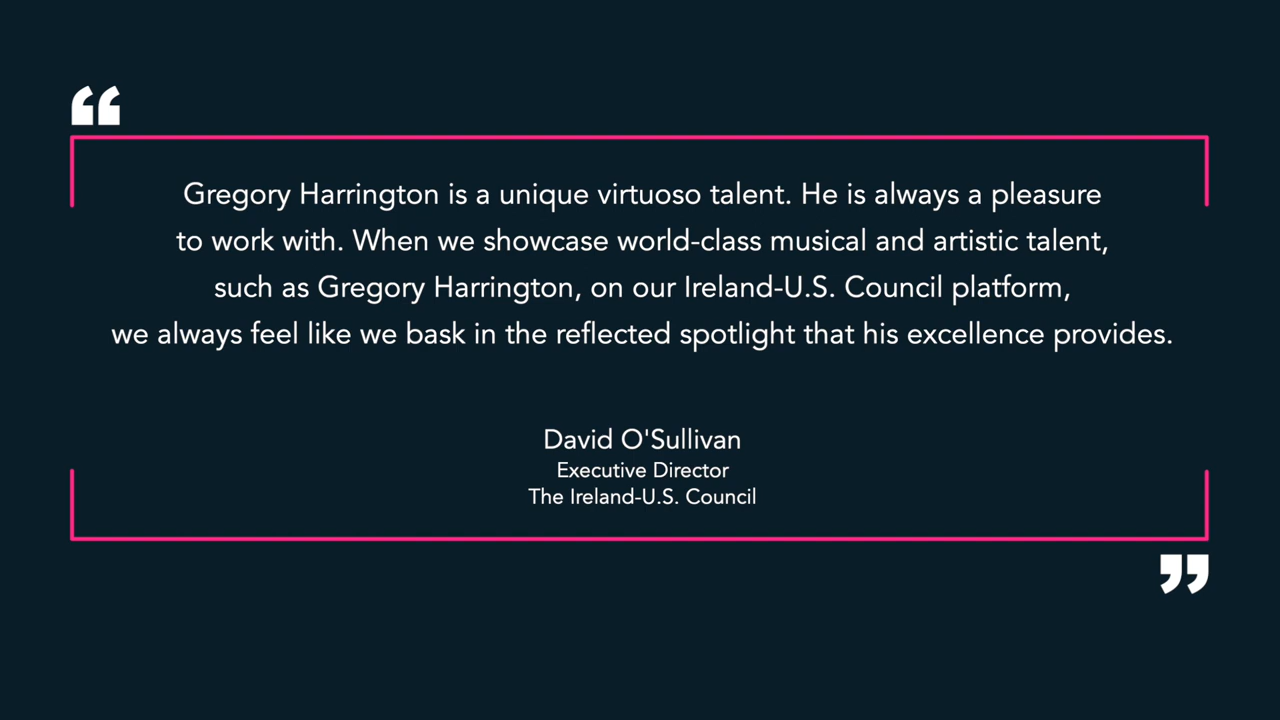 “
Gregory Harrington is a unique virtuoso talent. He is always a pleasure
to work with. When we showcase world-class musical and artistic talent,
such as Gregory Harrington, on our Ireland-U.S. Council platform,
we always feel like we bask in the reflected spotlight that his excellence provides.
David O'Sullivan
Executive Director
The Ireland-U.S. Council
”